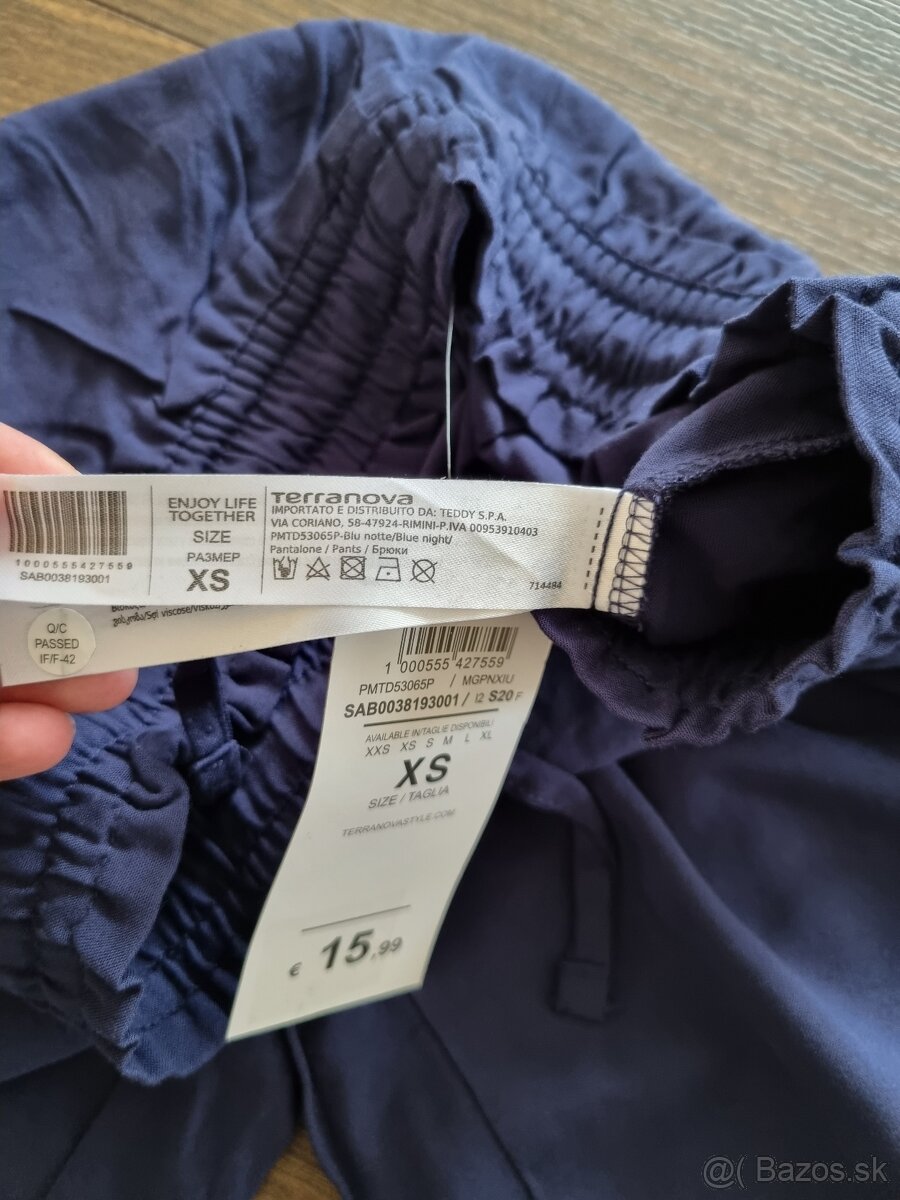 1000555427559
SAB0038193001
ENJOY LIFE
TOGETHER
SIZE
РАЗМЕР
XS
Terranova
IMPORTATO E DISTRIBUITO DA: TEDDY S.P.A.
VIA CORIANO, 58-47924-RIMINI-P.IVA 00953910403
PMTD53065P-Blu notte/Blue night/
Pantalone / Pants / Брюки
714484
Q/C
PASSED
IF/F-42
viscose/
1 000555 427559
PMTD53065P / MGPNXIU
SAB0038193001 / I2 S20 F
AVAILABLE IN/TAGLIE DISPONIBILI
XXS XS S M L XL
XS
SIZE / TAGLIA
TERRANOVASTYLE.COM
€ 15,99
@( Bazos.sk